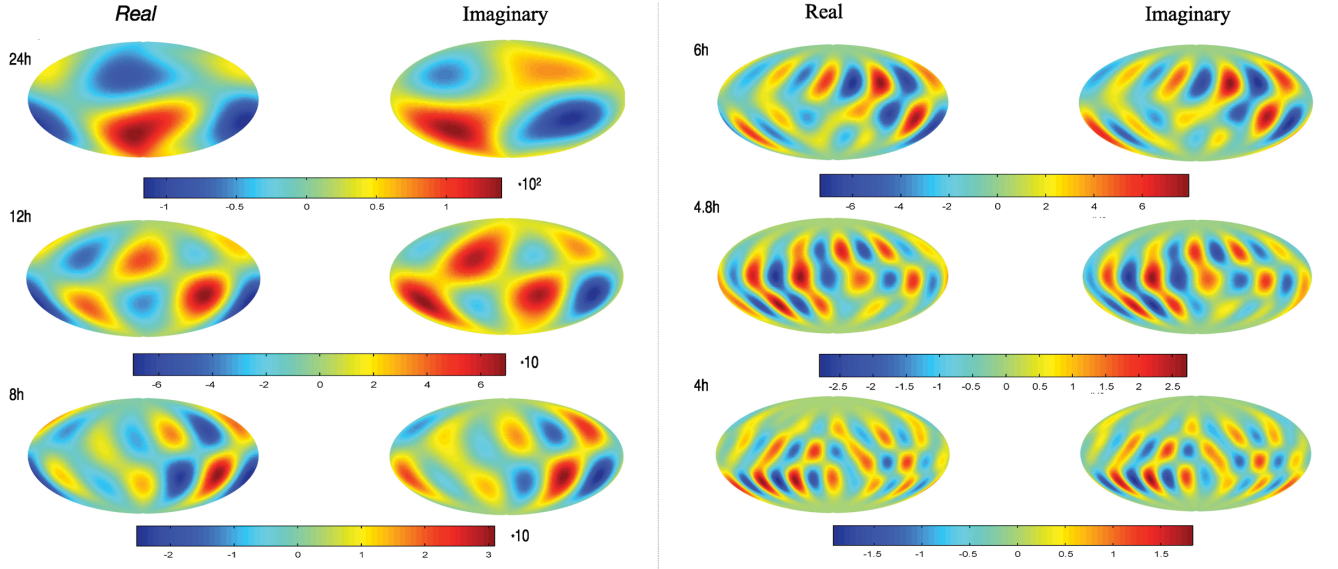 Real Imaginary
24h
-1 -0.5 0 0.5 1 *10²
12h
-6 -4 -2 0 2 4 6 *10
8h
-2 -1 0 1 2 3 *10
Real Imaginary
6h
-6 -4 -2 0 2 4 6
4.8h
-2.5 -2 -1.5 -1 -0.5 0 0.5 1 1.5 2 2.5
4h
-1.5 -1 -0.5 0 0.5 1 1.5